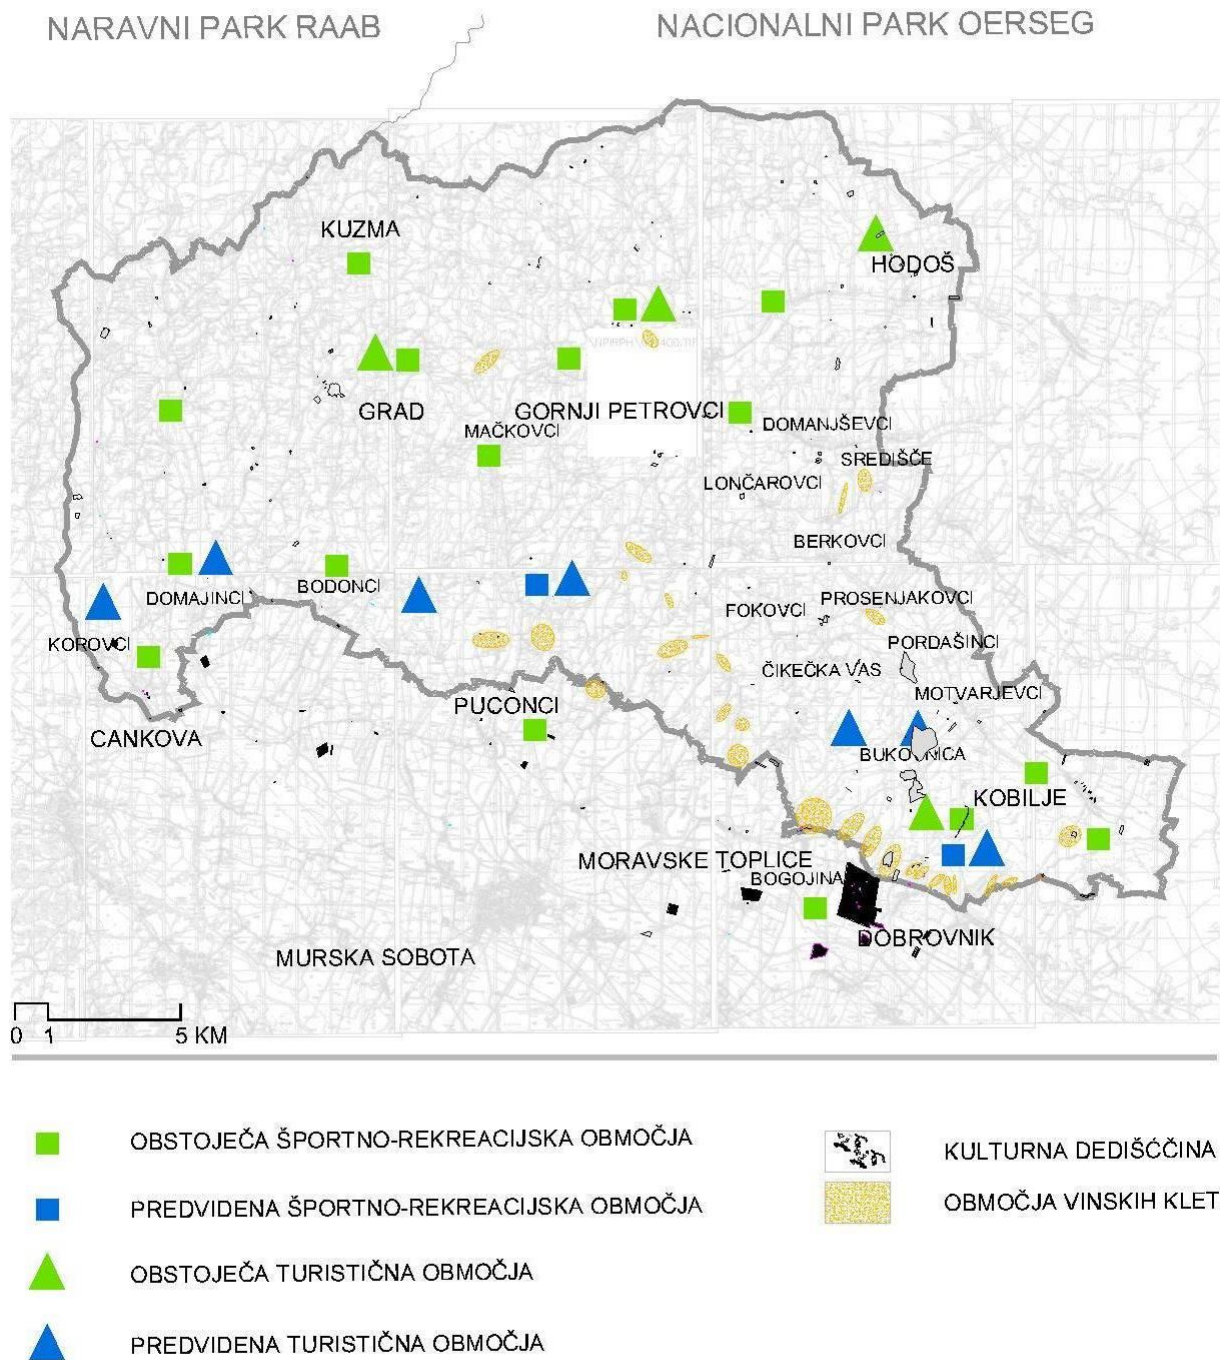 NARAVNI PARK RAAB
NACIONALNI PARK OERSEG
KUZMA
HODOŠ
GRAD
GORNJI PETROVCI
MAČKOVCI
DOMANJŠEVCI
SREDIŠČE
LONČAROVCI
BERKOVCI
BODONCI
DOMAJINCI
PROSENJAKOVCI
FOKOVCI
KOROVCI
PORDAŠINCI
ČIKEČKA VAS
MOTVARJEVCI
PUCONCI
CANKOVA
BUKOVNICA
KOBILJE
MORAVSKE TOPLICE
BOGOJINA
DOBROVNIK
MURSKA SOBOTA
0 1 5 KM
OBSTOJEČA ŠPORTNO-REKREACIJSKA OBMOČJA
PREDVIDENA ŠPORTNO-REKREACIJSKA OBMOČJA
OBSTOJEČA TURISTIČNA OBMOČJA
PREDVIDENA TURISTIČNA OBMOČJA
KULTURNA DEDIŠĆČINA
OBMOČJA VINSKIH KLET